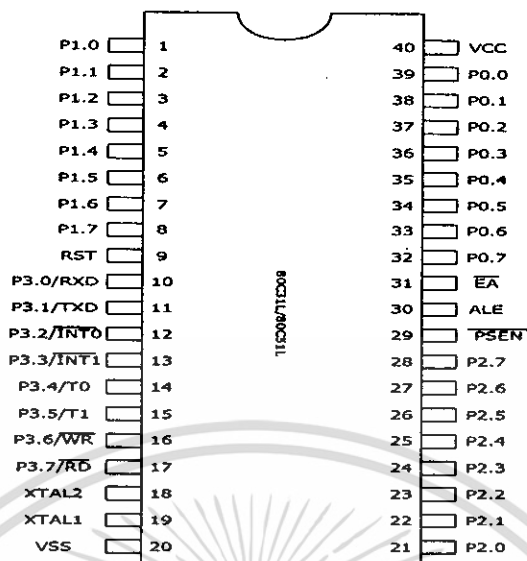 P1.0 1 40 VCC
P1.1 2 39 P0.0
P1.2 3 38 P0.1
P1.3 4 37 P0.2
P1.4 5 36 P0.3
P1.5 6 35 P0.4
P1.6 7 34 P0.5
P1.7 8 33 P0.6
RST 9 32 P0.7
P3.0/RXD 10 31 EA
P3.1/TXD 11 30 ALE
P3.2/INT0 12 29 PSEN
P3.3/INT1 13 28 P2.7
P3.4/T0 14 27 P2.6
P3.5/T1 15 26 P2.5
P3.6/WR 16 25 P2.4
P3.7/RD 17 24 P2.3
XTAL2 18 23 P2.2
XTAL1 19 22 P2.1
VSS 20 21 P2.0